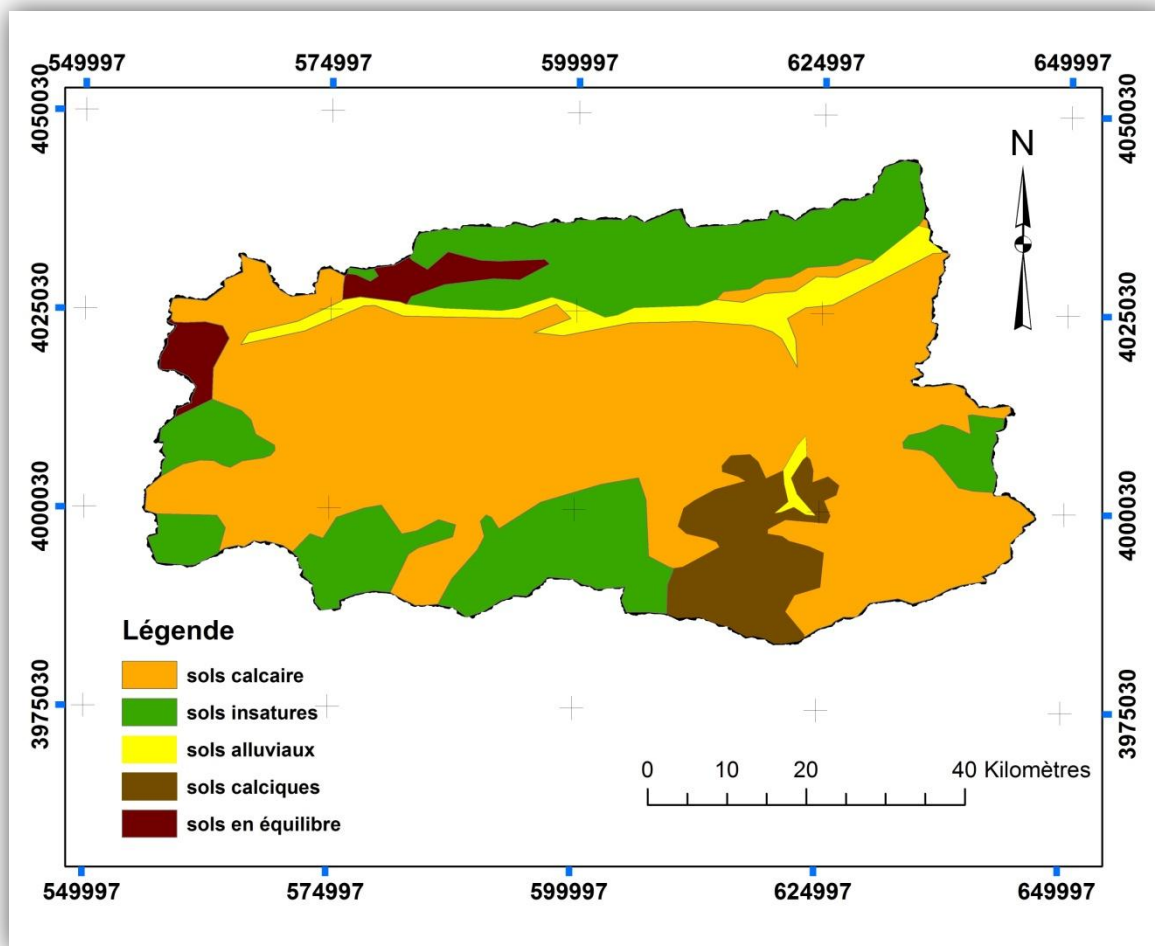 549997 574997 599997 624997 649997
4050030 4050030
N
4025030 4025030
4000030 4000030
Légende
sols calcaire
sols insatures
3975030 3975030
sols alluviaux
0 10 20 40 Kilomètres
sols calciques
sols en équilibre
549997 574997 599997 624997 649997